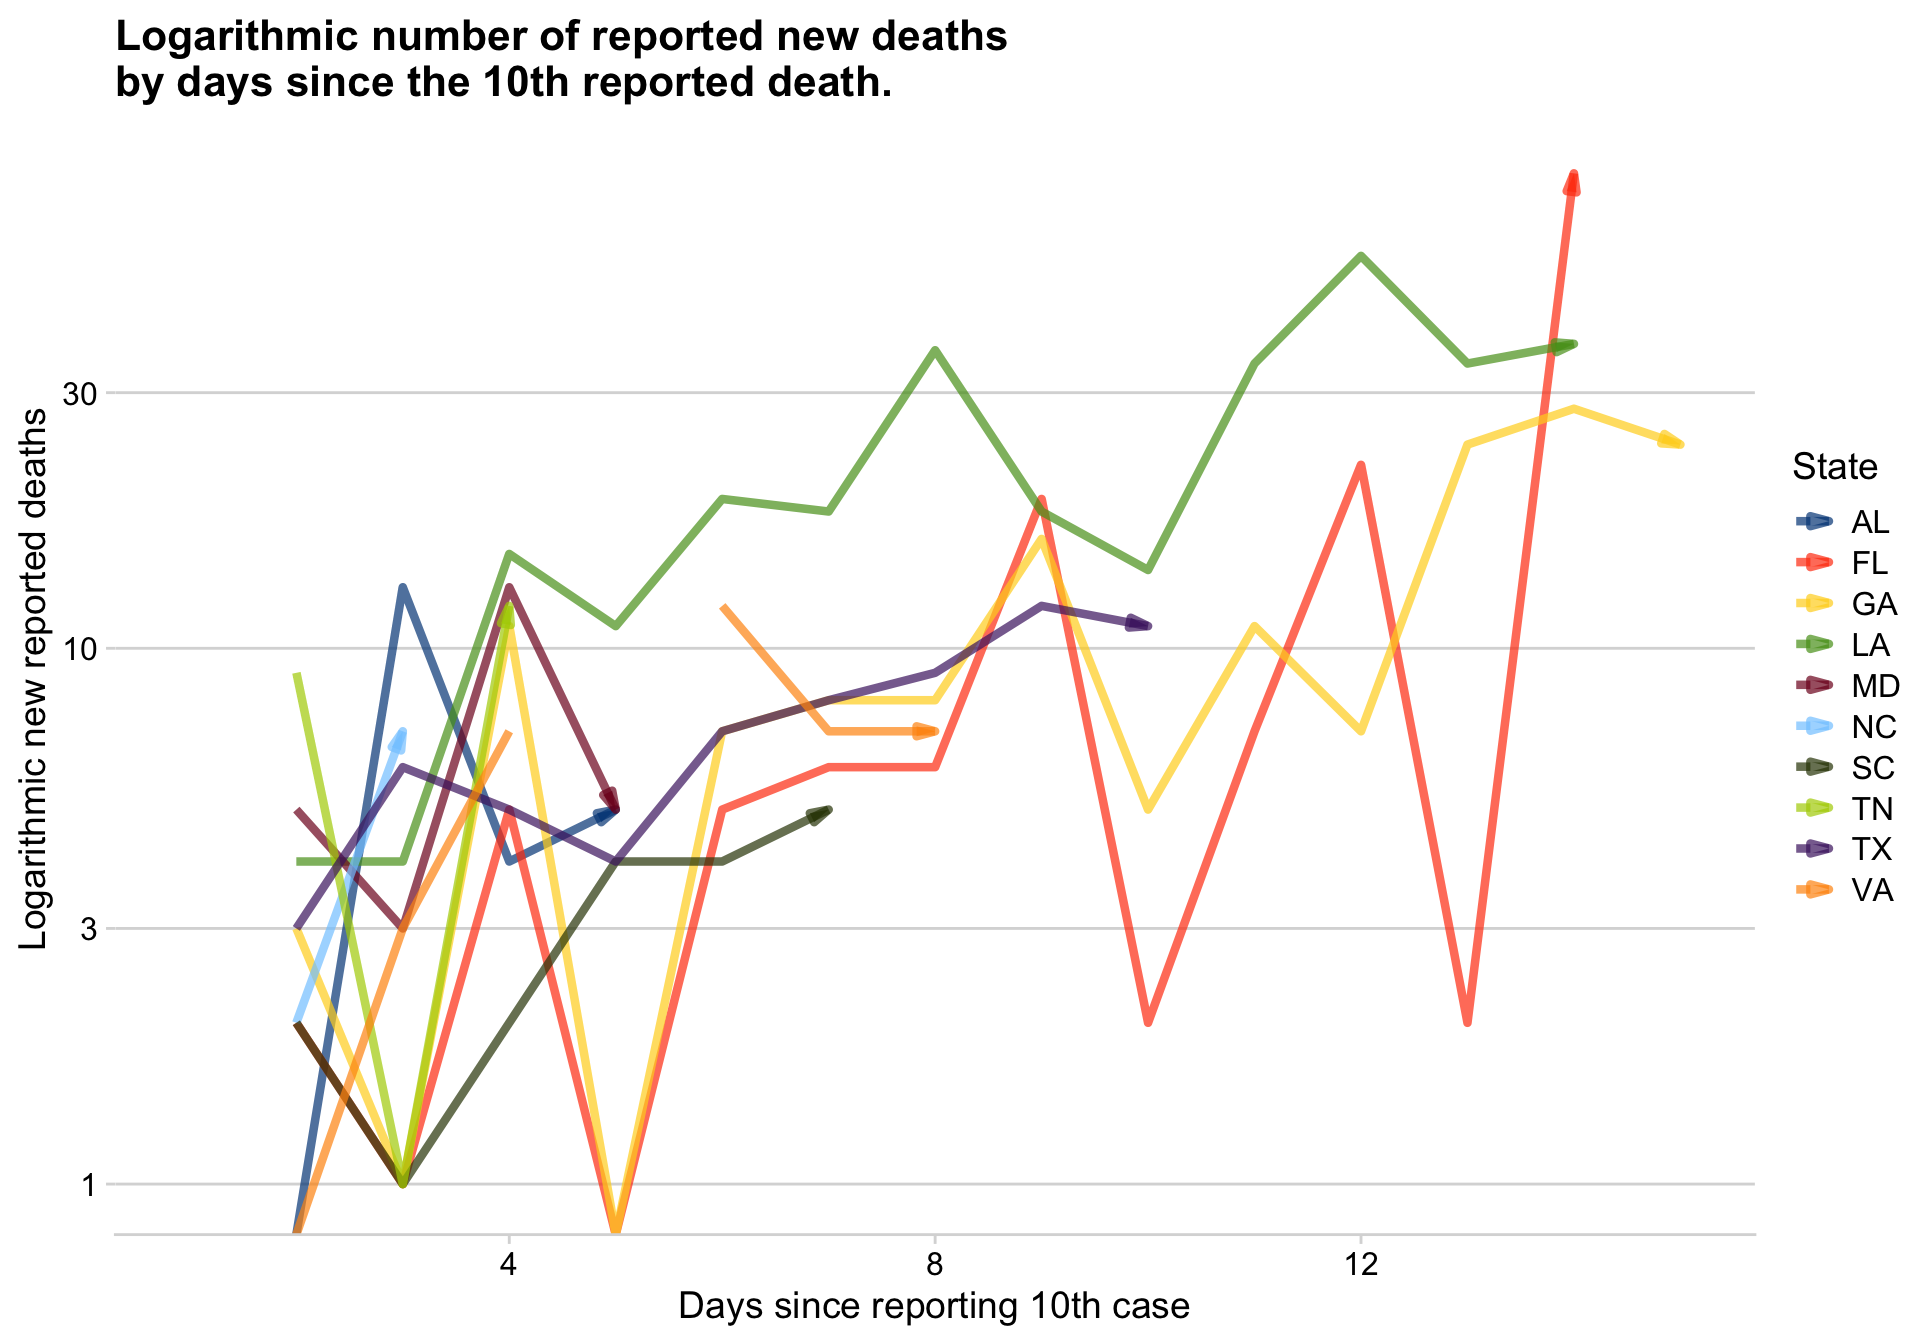 Logarithmic number of reported new deaths
by days since the 10th reported death.
Logarithmic new reported deaths
30
10
3
1
4
8
12
Days since reporting 10th case
State
AL
FL
GA
LA
MD
NC
SC
TN
TX
VA